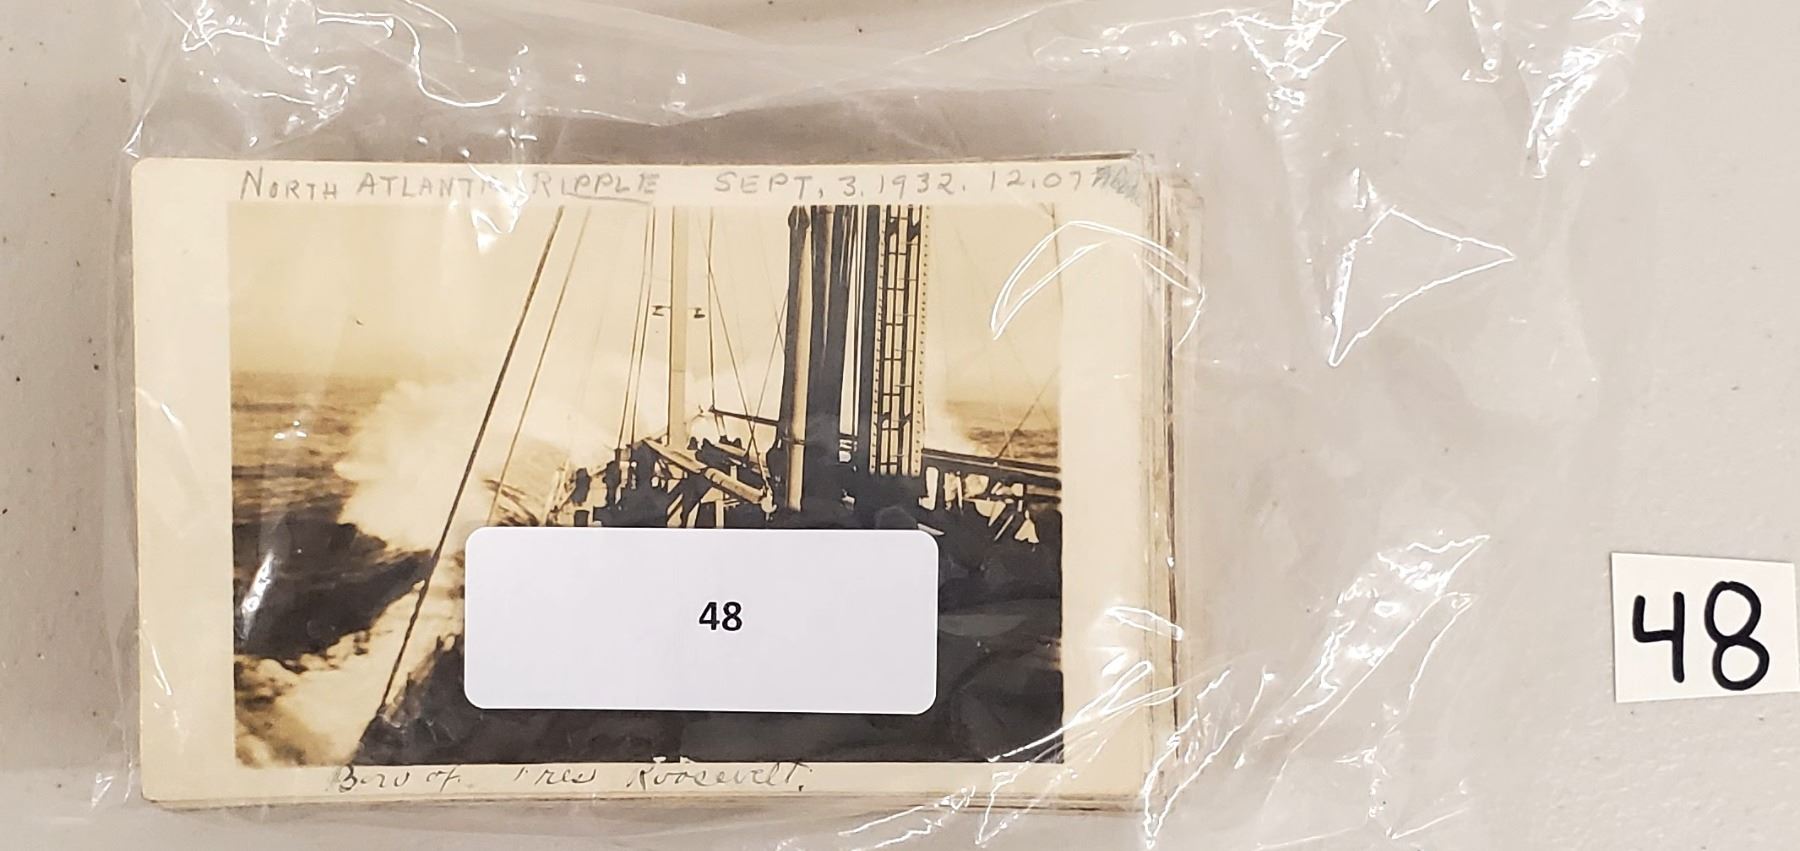 NORTH ATLANTIC RIPPLE SEPT, 3, 1932. 12.07
48
Bow of Pres Roosevelt.
48